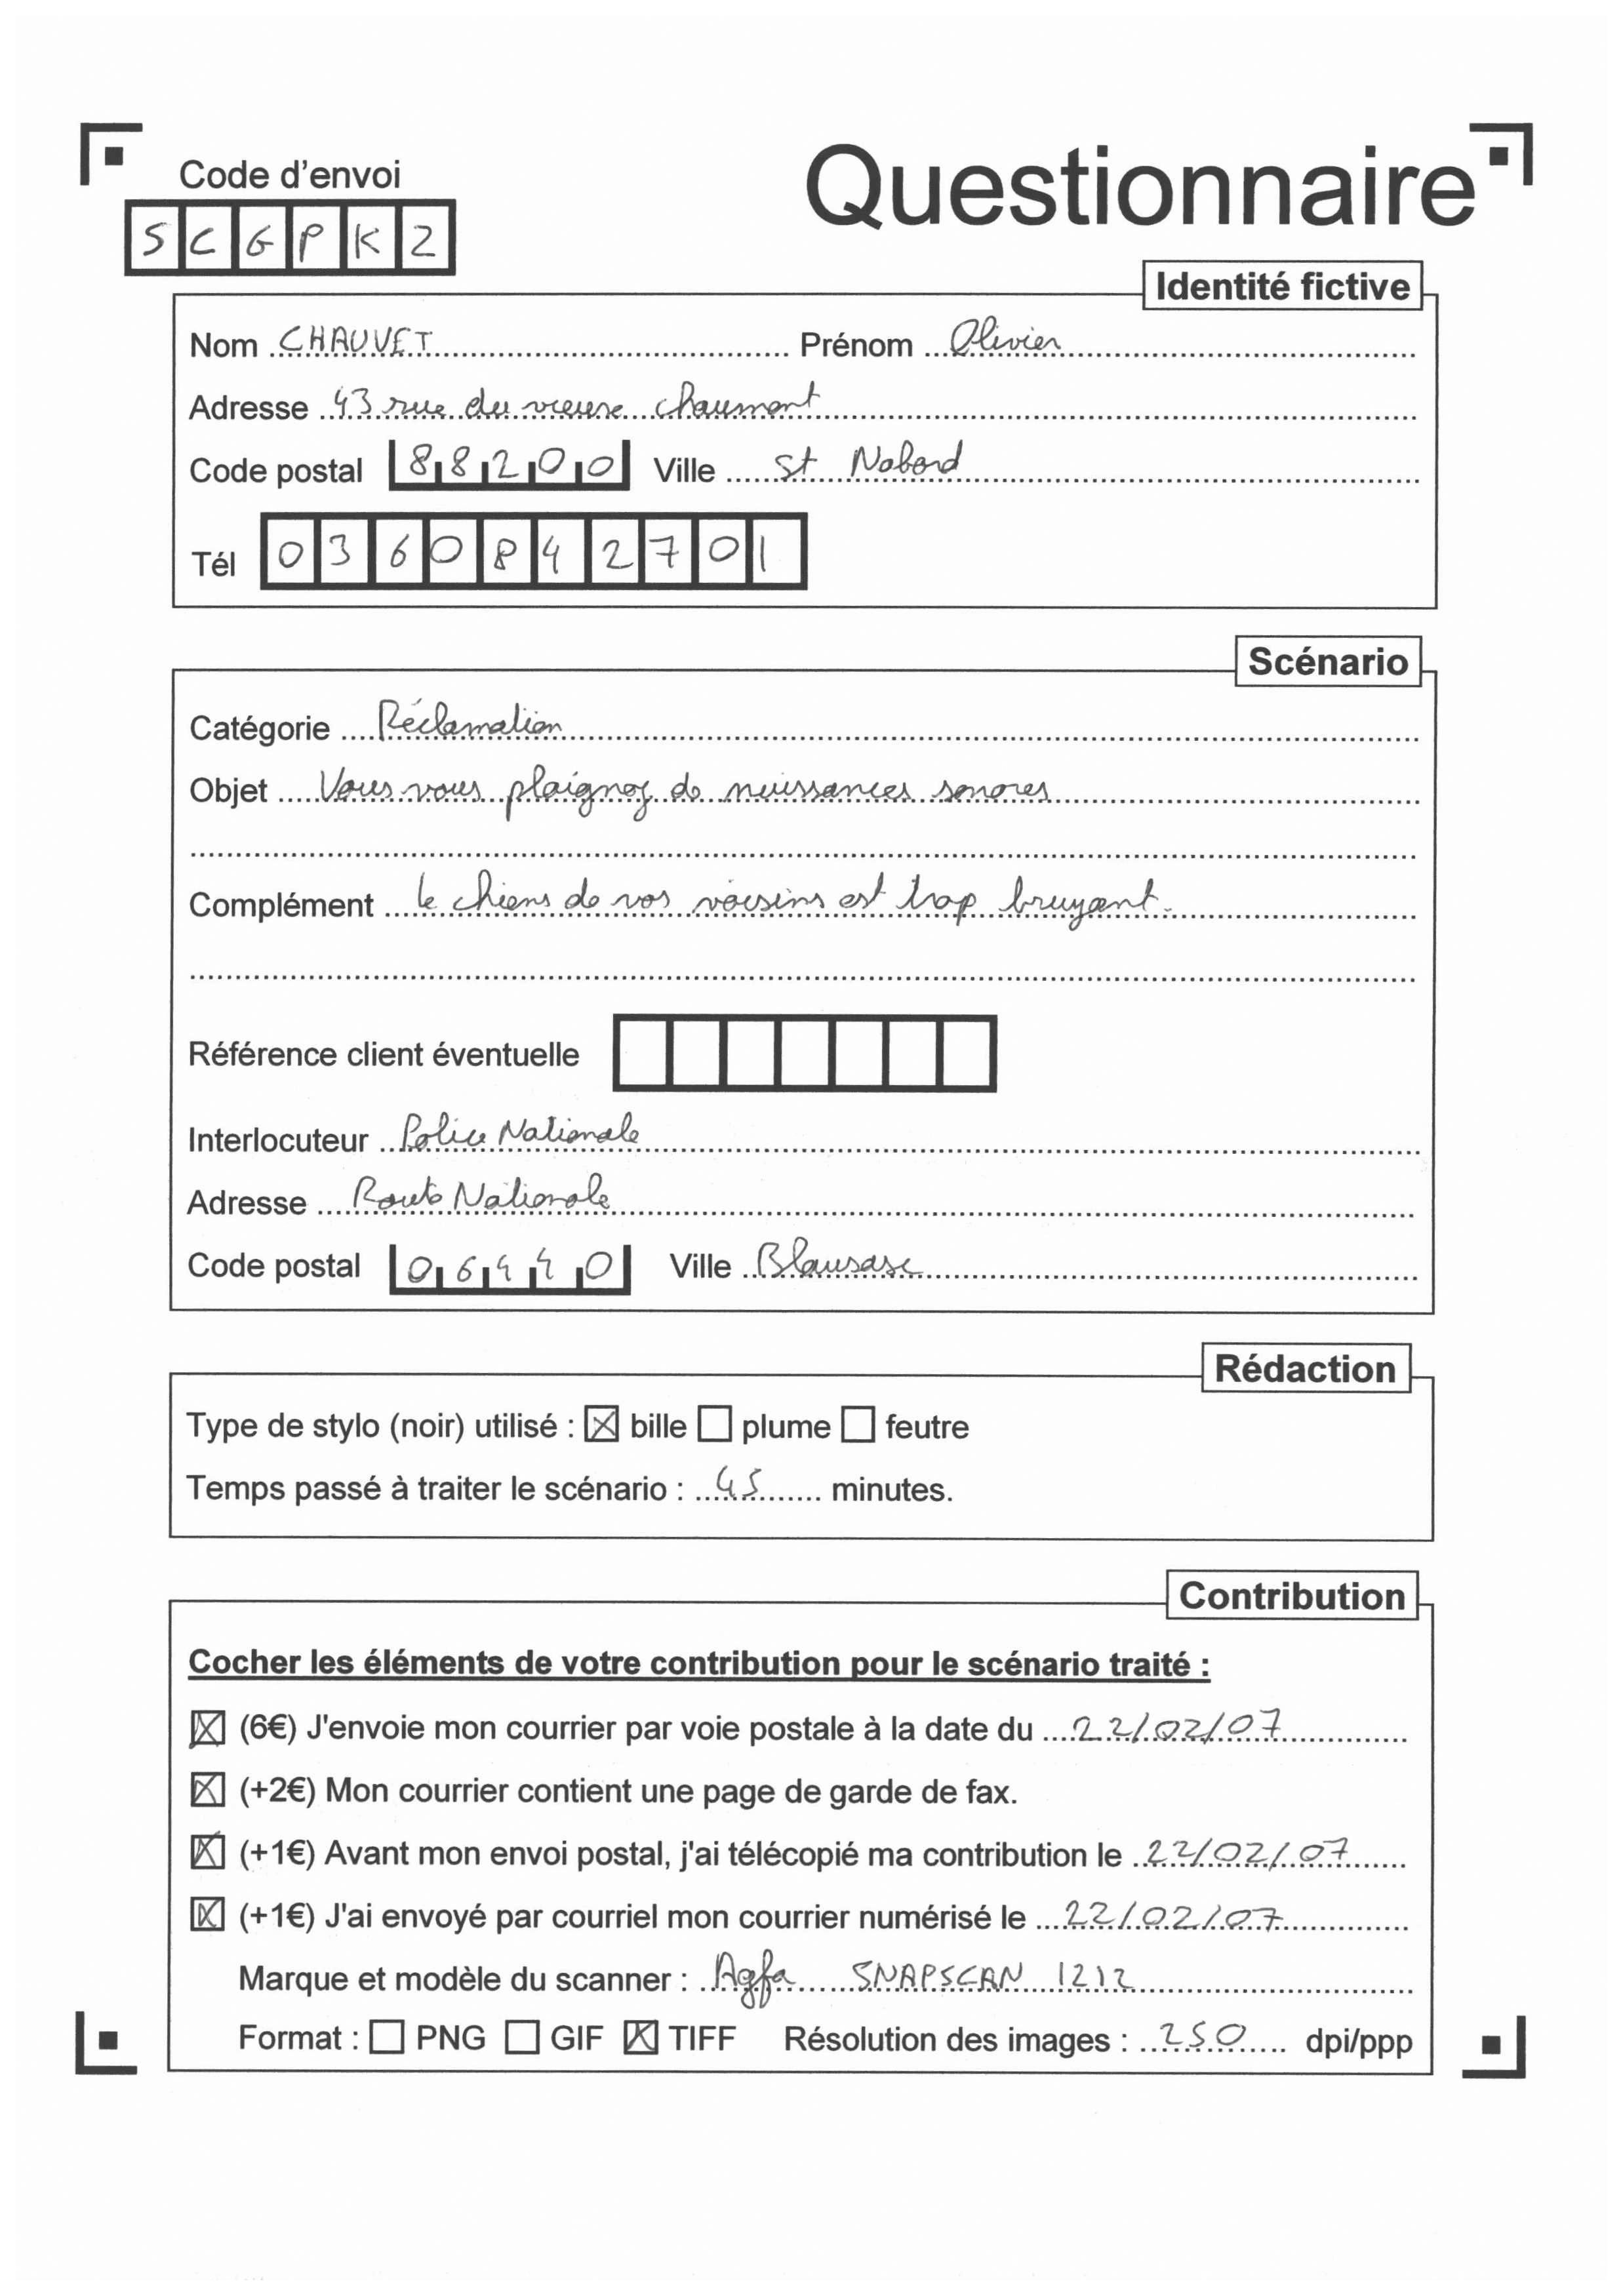 Code d'envoi
Questionnaire
SCGPK2
Identité fictive
Nom CHAUVET Prénom Olivier
Adresse 43 rue du vieux chaumont
Code postal 88200 Ville St Nabord
Tél 0360842701
Scénario
Catégorie Réclamation
Objet Vous vous plaignez de nuissances sonores
Complément le chiens de vos voisins est trop bruyant.
Référence client éventuelle
Interlocuteur Police Nationale
Adresse Route Nationale
Code postal 06440 Ville Blausasc
Rédaction
Type de stylo (noir) utilisé : ☒ bille ☐ plume ☐ feutre
Temps passé à traiter le scénario : 45 minutes.
Contribution
Cocher les éléments de votre contribution pour le scénario traité :
☒ (6€) J'envoie mon courrier par voie postale à la date du 22/02/07
☒ (+2€) Mon courrier contient une page de garde de fax.
☒ (+1€) Avant mon envoi postal, j'ai télécopié ma contribution le 22/02/07
☒ (+1€) J'ai envoyé par courriel mon courrier numérisé le 22/02/07
Marque et modèle du scanner : Agfa SNAPSCAN 1212
Format : ☐ PNG ☐ GIF ☒ TIFF Résolution des images : 250 dpi/ppp